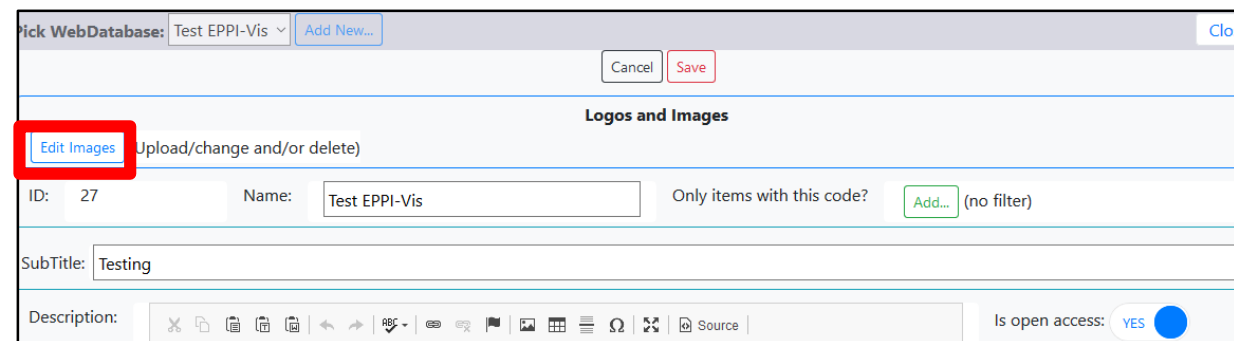 Pick WebDatabase: Test EPPI-Vis Add New... Clo
Cancel Save
Logos and Images
Edit Images Upload/change and/or delete)
ID: 27 Name: Test EPPI-Vis Only items with this code? Add... (no filter)
SubTitle: Testing
Description: ABC Ω Source Is open access: YES